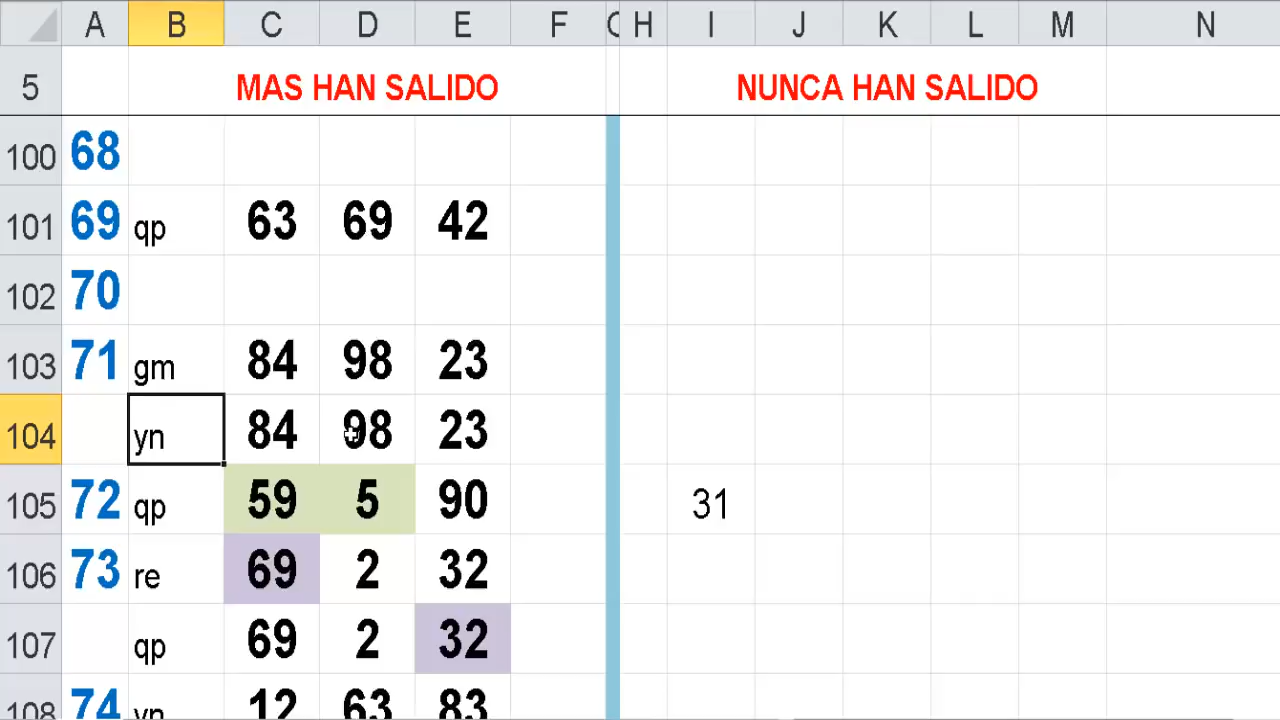 A B C D E F H I J K L M N
5 MAS HAN SALIDO NUNCA HAN SALIDO
100 68
101 69 qp 63 69 42
102 70
103 71 gm 84 98 23
104 yn 84 98 23
105 72 qp 59 5 90 31
106 73 re 69 2 32
107 qp 69 2 32
108 74 yn 12 63 83